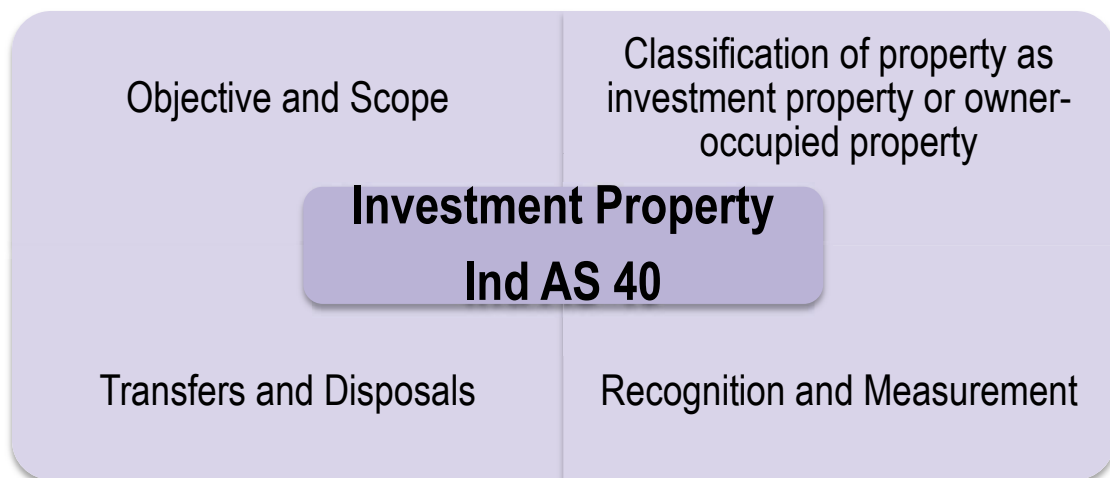 Objective and Scope
Classification of property as
investment property or owner-
occupied property
Investment Property
Ind AS 40
Transfers and Disposals
Recognition and Measurement